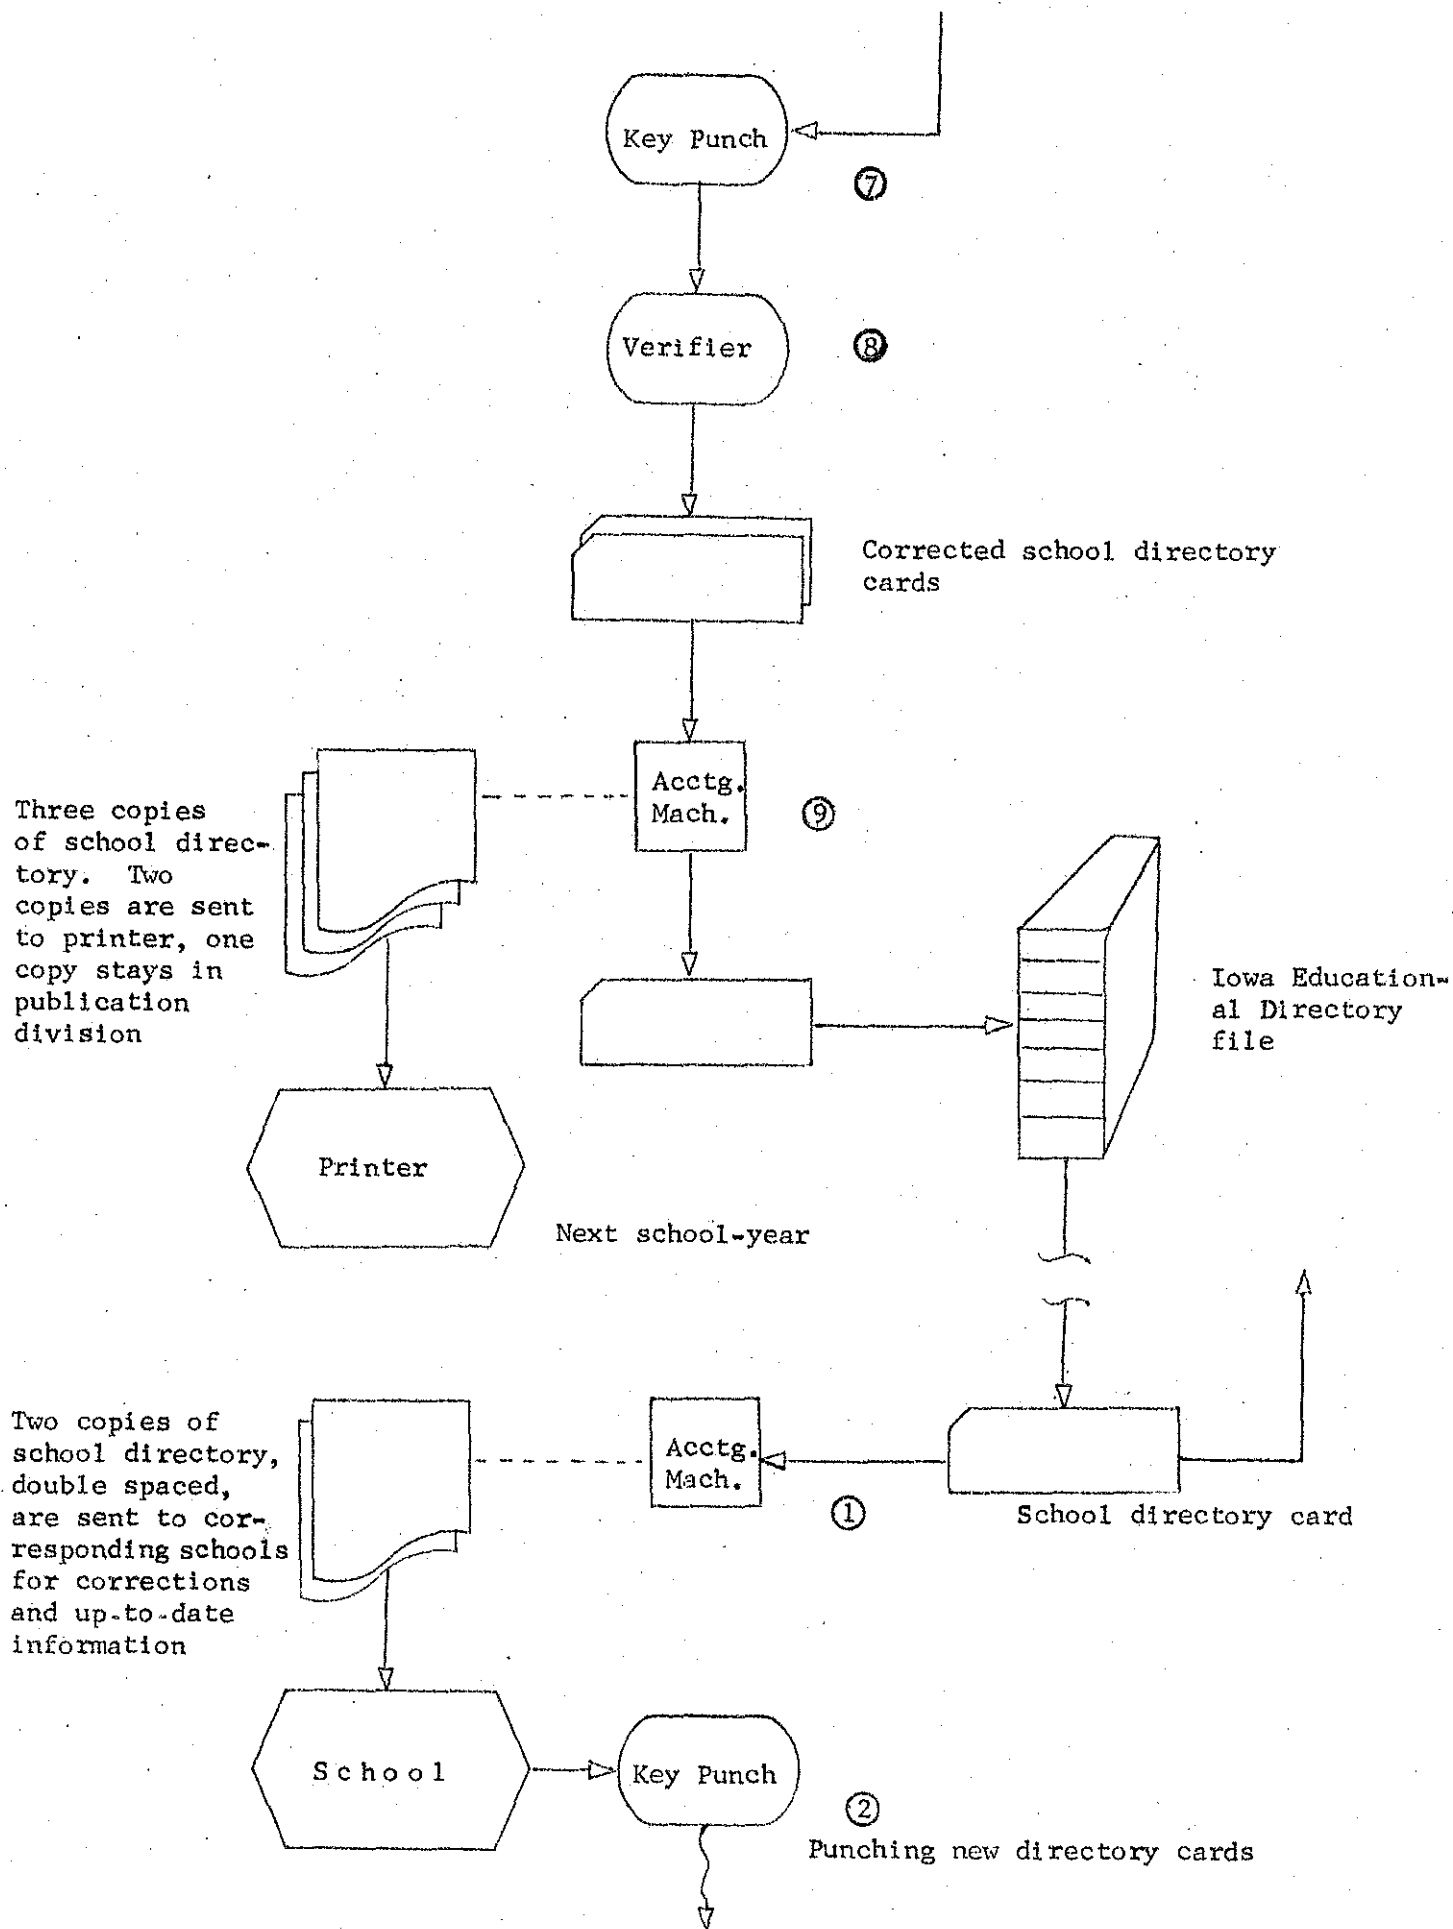 Key Punch
7
Verifier
8
Corrected school directory
cards
Acctg.
Mach.
9
Three copies
of school direc-
tory. Two
copies are sent
to printer, one
copy stays in
publication
division
Iowa Education-
al Directory
file
Printer
Next school-year
Two copies of
school directory,
double spaced,
are sent to cor-
responding schools
for corrections
and up-to-date
information
Acctg.
Mach.
1
School directory card
School
Key Punch
2
Punching new directory cards